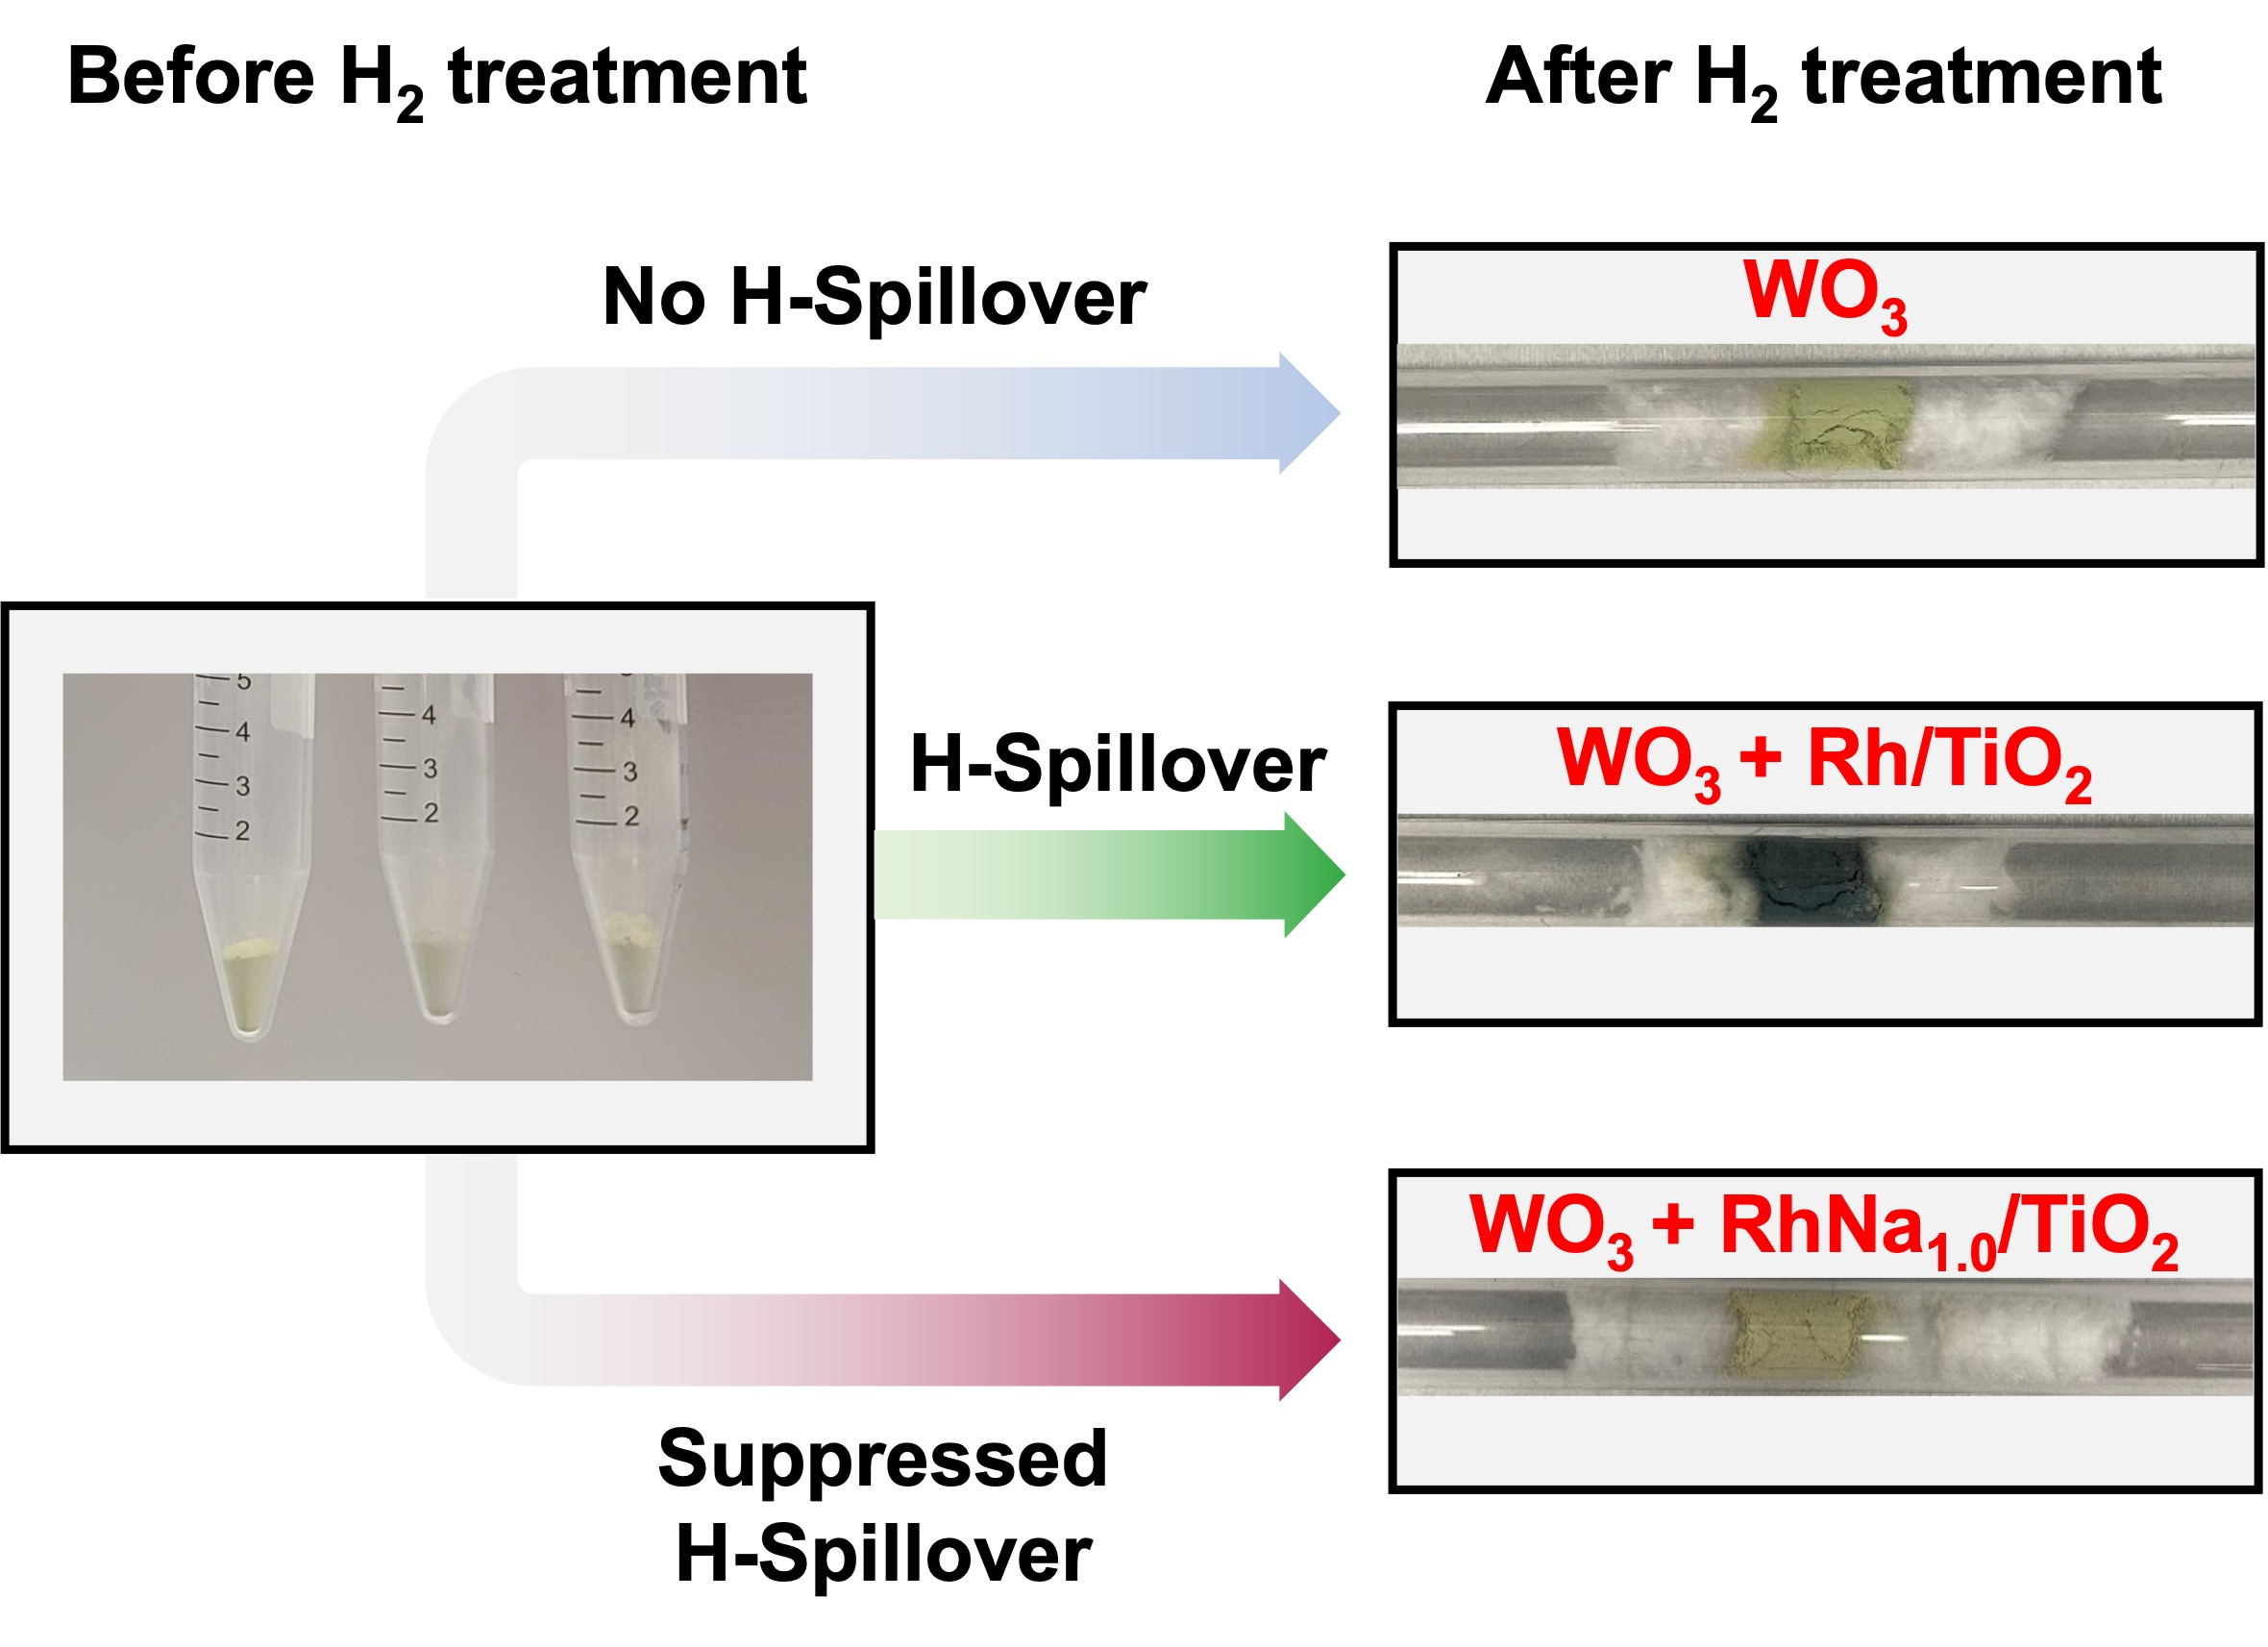 Before H₂ treatment
After H₂ treatment
No H-Spillover
WO₃
5
4
3
2
4
3
2
4
3
2
H-Spillover
WO₃ + Rh/TiO₂
WO₃ + RhNa₁.₀/TiO₂
Suppressed
H-Spillover